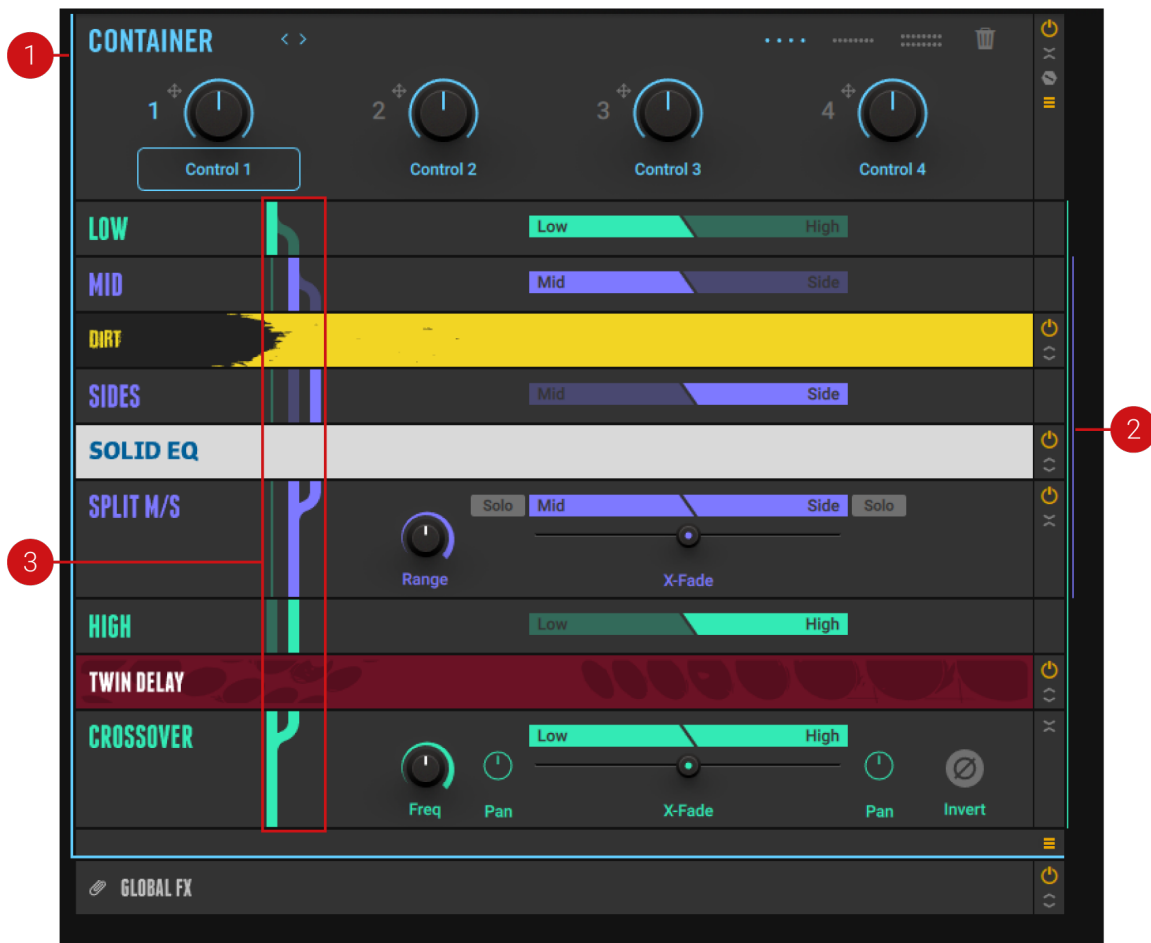 CONTAINER < >
1
1 2 3 4
Control 1 Control 2 Control 3 Control 4
LOW Low High
MID Mid Side
DIRT
SIDES Mid Side
2
SOLID EQ
SPLIT M/S Solo Mid Side Solo
Range X-Fade
3
HIGH Low High
TWIN DELAY
CROSSOVER Low High
Freq Pan X-Fade Pan Invert
GLOBAL FX